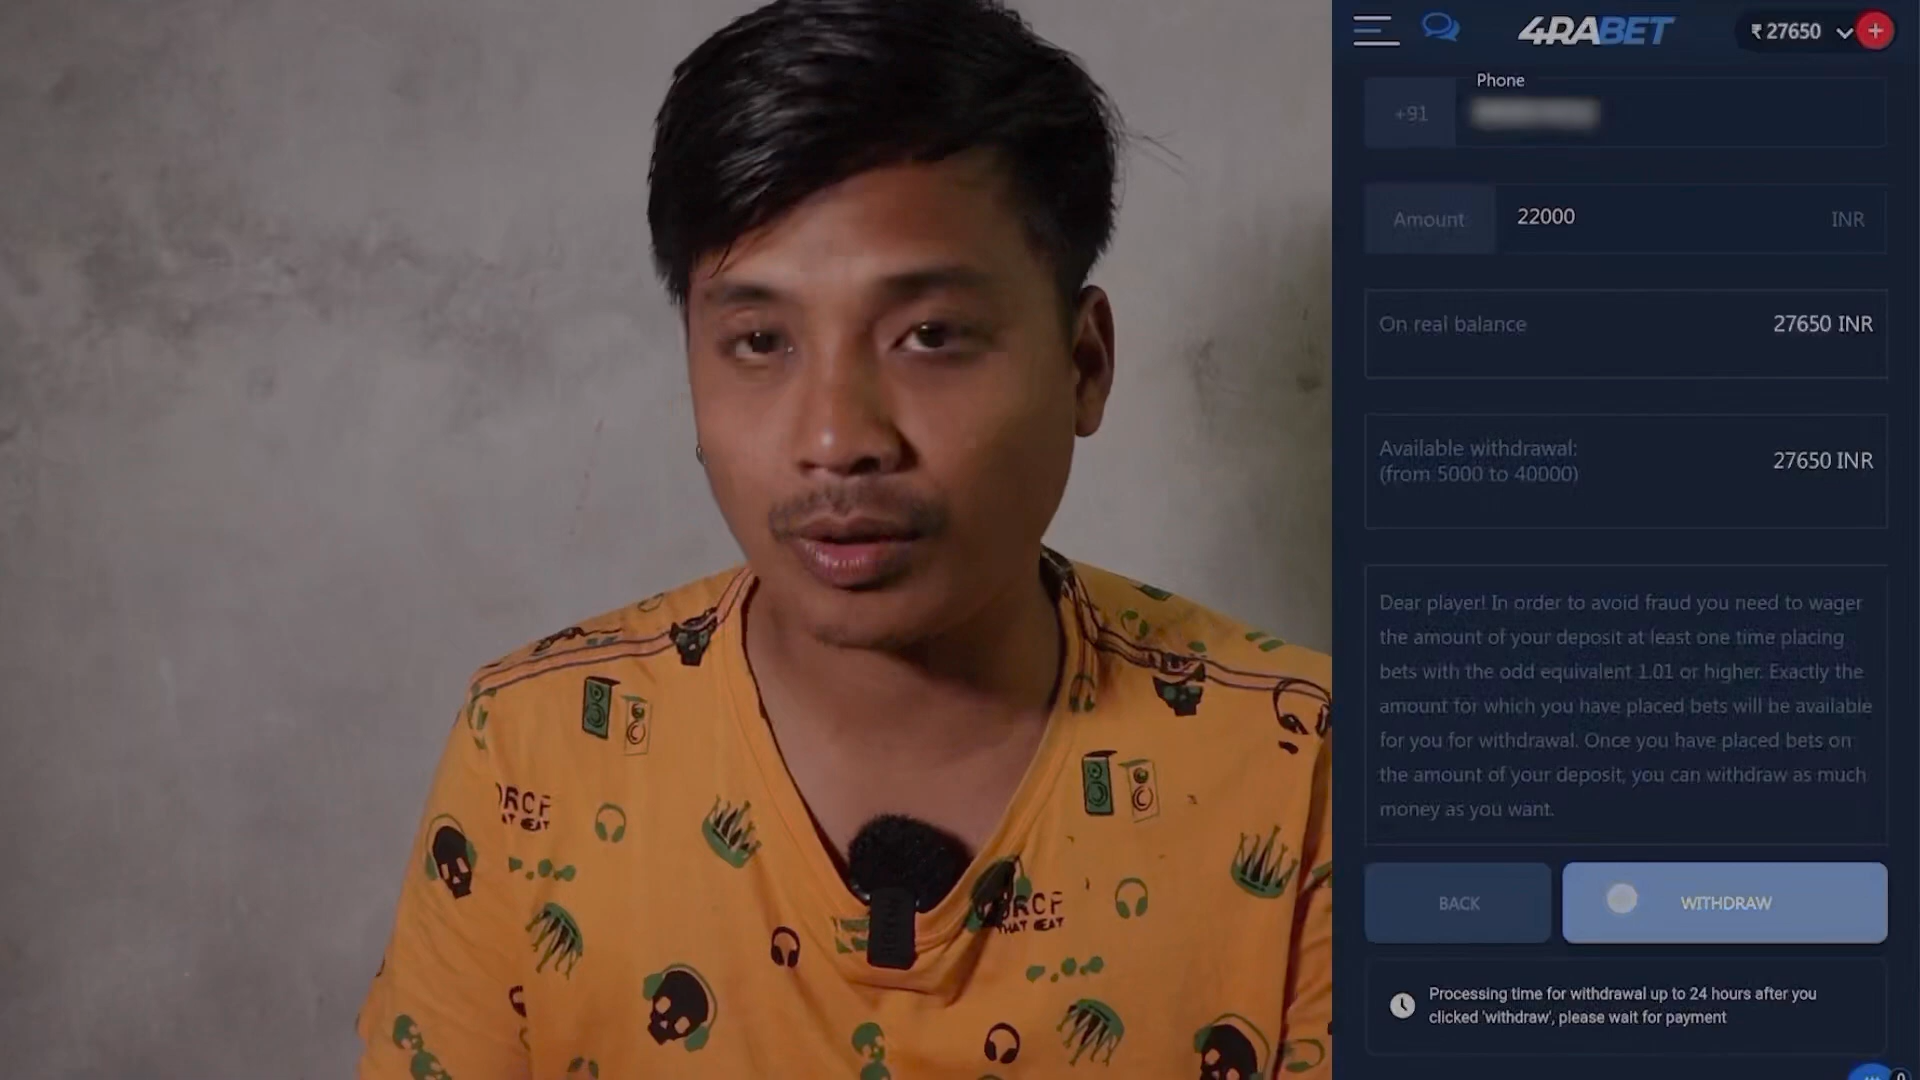 4RABET
₹ 27650
Phone
+91
Amount
22000
INR
On real balance
27650 INR
Available withdrawal:
(from 5000 to 40000)
27650 INR
Dear player! In order to avoid fraud you need to wager
the amount of your deposit at least one time placing
bets with the odd equivalent 1.01 or higher. Exactly the
amount for which you have placed bets will be available
for you for withdrawal. Once you have placed bets on
the amount of your deposit, you can withdraw as much
money as you want.
BACK
WITHDRAW
Processing time for withdrawal up to 24 hours after you
clicked 'withdraw', please wait for payment
THAT BEAT